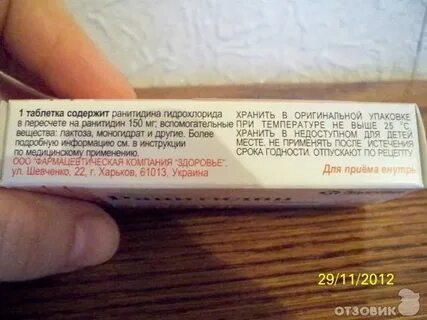 1 таблетка содержит ранитидина гидрохлорида
в пересчете на ранитидин 150 мг; вспомогательные
вещества: лактоза, моногидрат и другие. Более
подробную информацию см. в инструкции
по медицинскому применению.
ООО "ФАРМАЦЕВТИЧЕСКАЯ КОМПАНИЯ "ЗДОРОВЬЕ".
ул. Шевченко, 22, г. Харьков, 61013, Украина
ХРАНИТЬ В ОРИГИНАЛЬНОЙ УПАКОВКЕ
ПРИ ТЕМПЕРАТУРЕ НЕ ВЫШЕ 25 °С.
ХРАНИТЬ В НЕДОСТУПНОМ ДЛЯ ДЕТЕЙ
МЕСТЕ. НЕ ПРИМЕНЯТЬ ПОСЛЕ ИСТЕЧЕНИЯ
СРОКА ГОДНОСТИ. ОТПУСКАЮТ ПО РЕЦЕПТУ.
Для приёма внутрь
29/11/2012
ОТЗОВИК